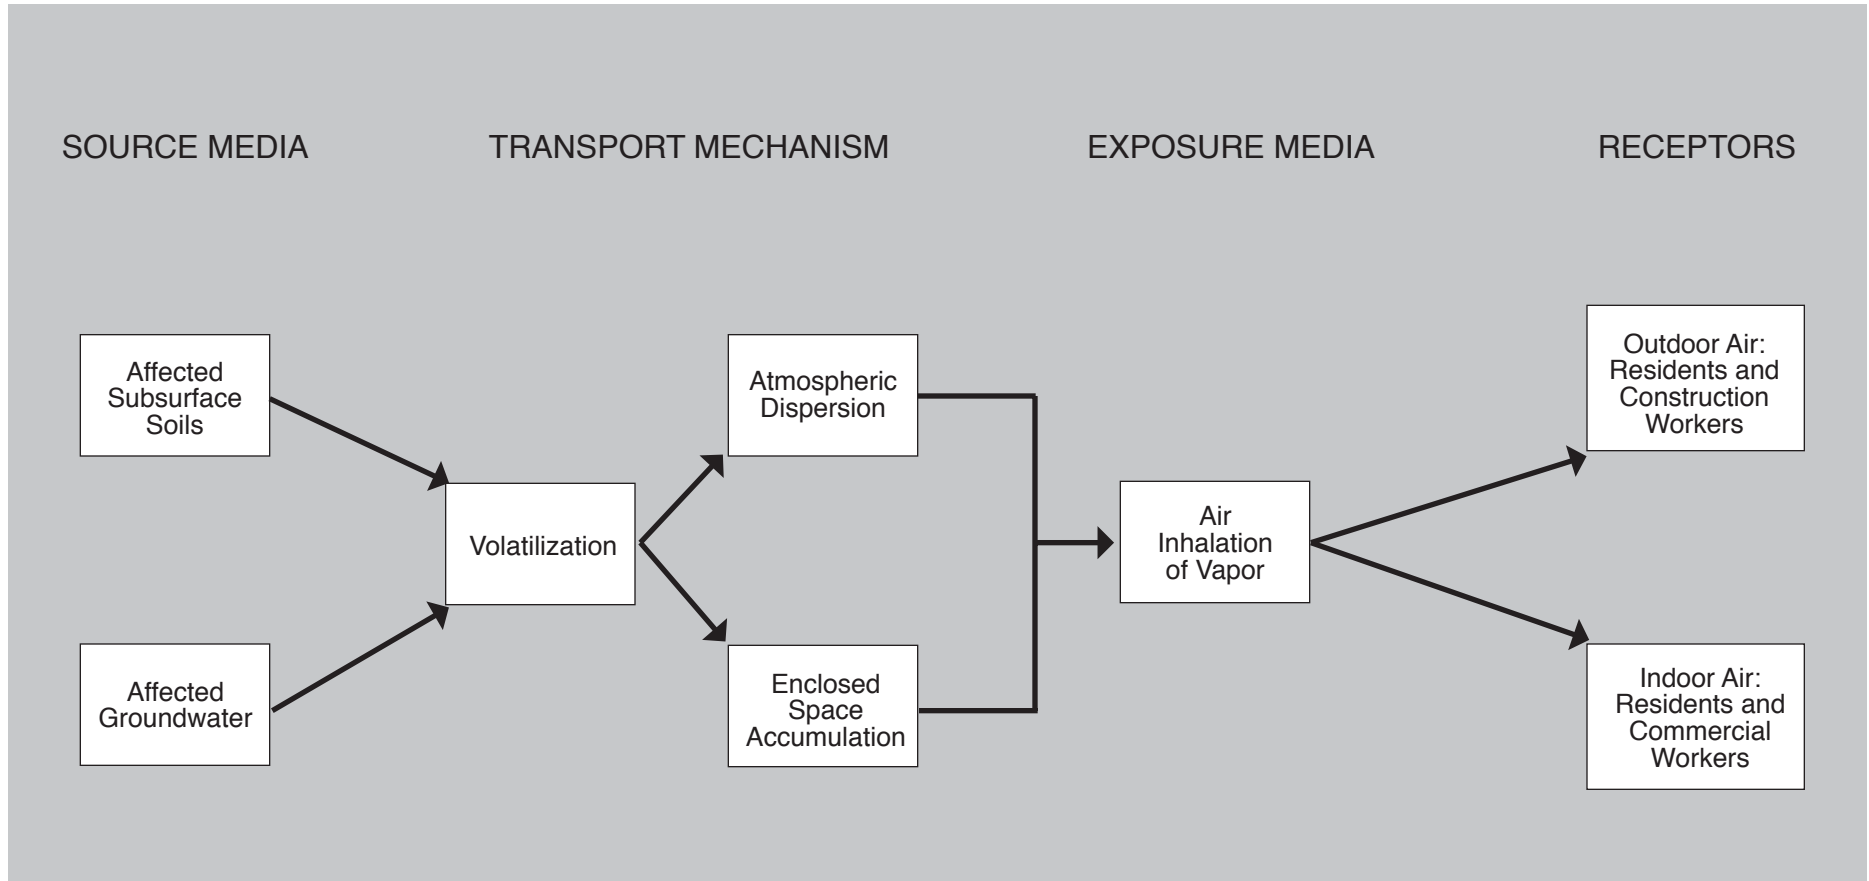 SOURCE MEDIA
TRANSPORT MECHANISM
EXPOSURE MEDIA
RECEPTORS
Affected
Subsurface
Soils
Affected
Groundwater
Volatilization
Atmospheric
Dispersion
Enclosed
Space
Accumulation
Air
Inhalation
of Vapor
Outdoor Air:
Residents and
Construction
Workers
Indoor Air:
Residents and
Commercial
Workers